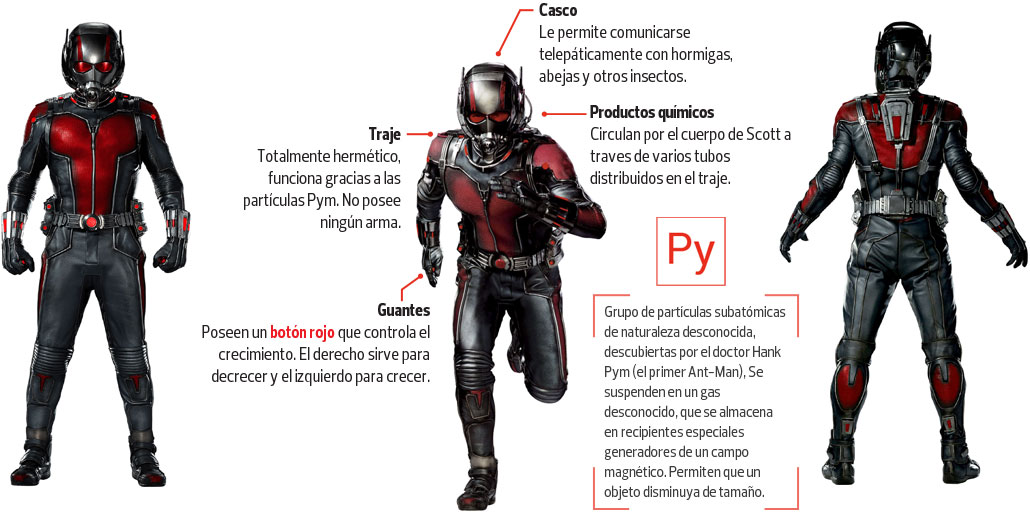 Casco
Le permite comunicarse
telepáticamente con hormigas,
abejas y otros insectos.
Productos químicos
Circulan por el cuerpo de Scott a
traves de varios tubos
distribuidos en el traje.
Traje
Totalmente hermético,
funciona gracias a las
partículas Pym. No posee
ningún arma.
Guantes
Poseen un botón rojo que controla el
crecimiento. El derecho sirve para
decrecer y el izquierdo para crecer.
Py
Grupo de partículas subatómicas
de naturaleza desconocida,
descubiertas por el doctor Hank
Pym (el primer Ant-Man), Se
suspenden en un gas
desconocido, que se almacena
en recipientes especiales
generadores de un campo
magnético. Permiten que un
objeto disminuya de tamaño.